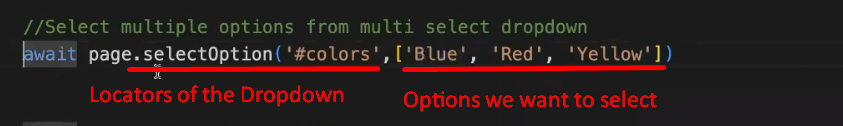 //Select multiple options from multi select dropdown
await page.selectOption('#colors',['Blue', 'Red', 'Yellow'])
Locators of the Dropdown
Options we want to select